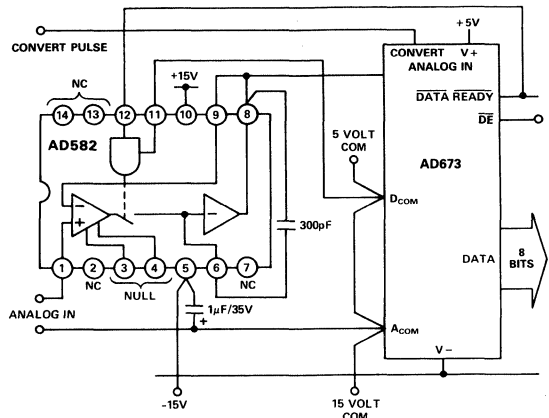 +5V
CONVERT PULSE
CONVERT V+
ANALOG IN
NC
+15V
14 13 12 11 10 9 8
DATA READY
AD582
DE
5 VOLT
COM
AD673
DCOM
-
+
-
300pF
DATA
8
BITS
1 2 3 4 5 6 7
NC
NULL
NC
1μF/35V
+
ANALOG IN
ACOM
V-
-15V
15 VOLT
COM